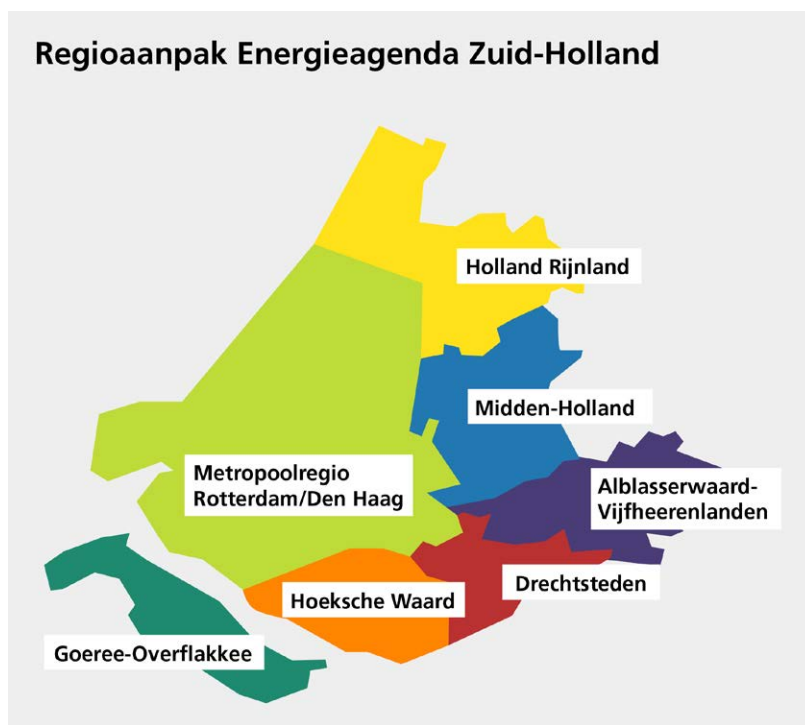 Regioaanpak Energieagenda Zuid-Holland
Holland Rijnland
Midden-Holland
Metropoolregio
Rotterdam/Den Haag
Alblasserwaard-
Vijfheerenlanden
Drechtsteden
Hoeksche Waard
Goeree-Overflakkee